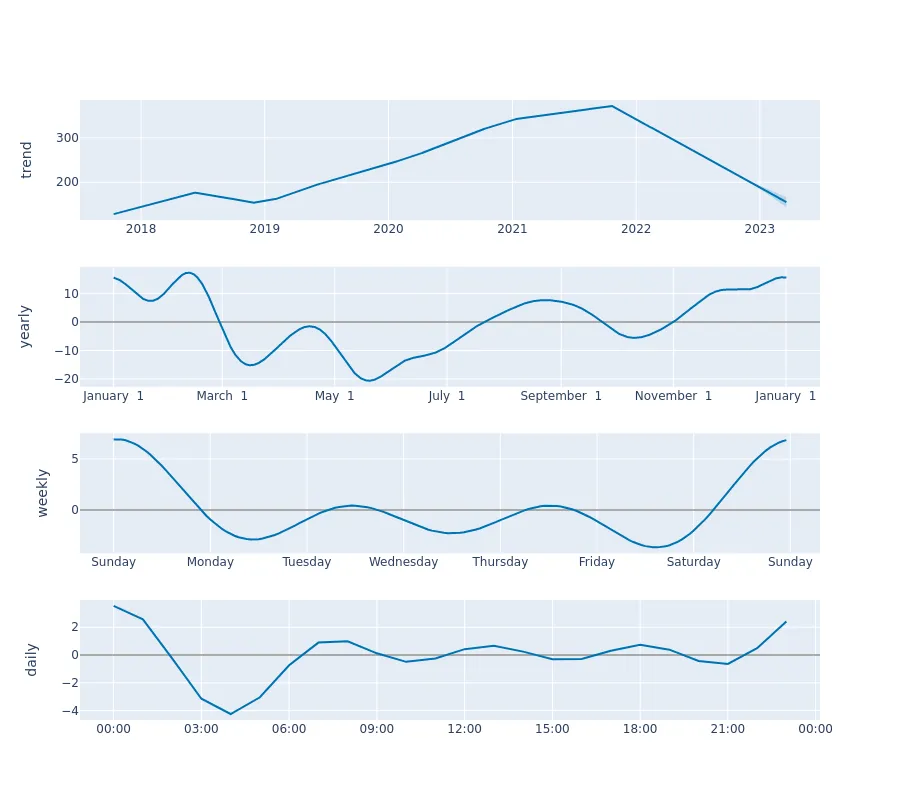 300
200
trend
2018 2019 2020 2021 2022 2023
10
0
−10
−20
yearly
January 1 March 1 May 1 July 1 September 1 November 1 January 1
5
0
weekly
Sunday Monday Tuesday Wednesday Thursday Friday Saturday Sunday
2
0
−2
−4
daily
00:00 03:00 06:00 09:00 12:00 15:00 18:00 21:00 00:00